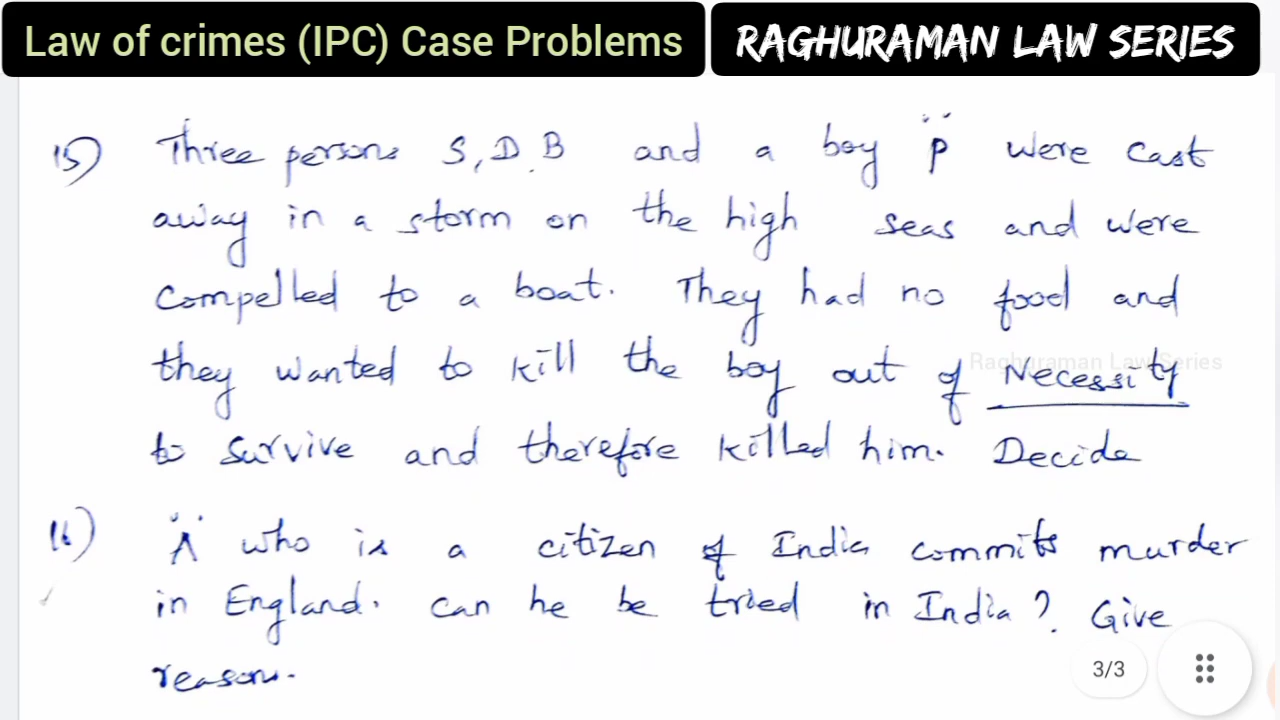 Law of crimes (IPC) Case Problems
RAGHURAMAN LAW SERIES
15) Three persons S, D, B and a boy "P" were cast
away in a storm on the high seas and were
compelled to a boat. They had no food and
they wanted to kill the boy out of Necessity
Raghuraman Law Series
to survive and therefore killed him. Decide
16) "A" who is a citizen of India commits murder
in England. can he be tried in India? Give
reasons.
3/3